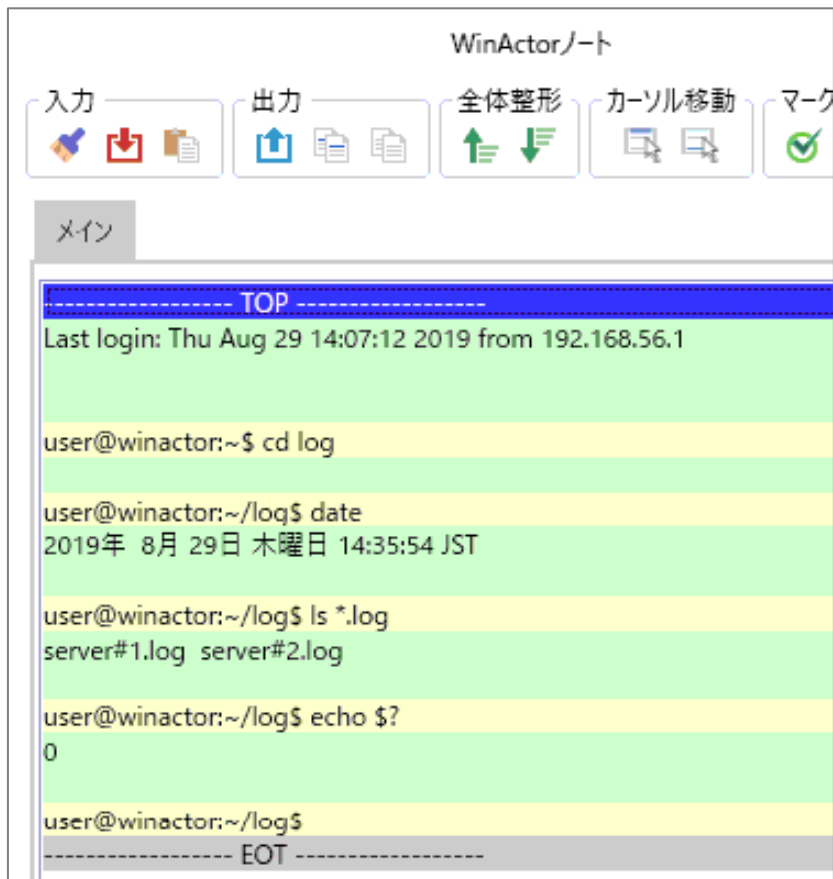 WinActorノート
入力 出力 全体整形 カーソル移動 マーク
メイン
------------------ TOP ------------------
Last login: Thu Aug 29 14:07:12 2019 from 192.168.56.1
user@winactor:~$ cd log
user@winactor:~/log$ date
2019年 8月 29日 木曜日 14:35:54 JST
user@winactor:~/log$ ls *.log
server#1.log server#2.log
user@winactor:~/log$ echo $?
0
user@winactor:~/log$
------------------ EOT ------------------